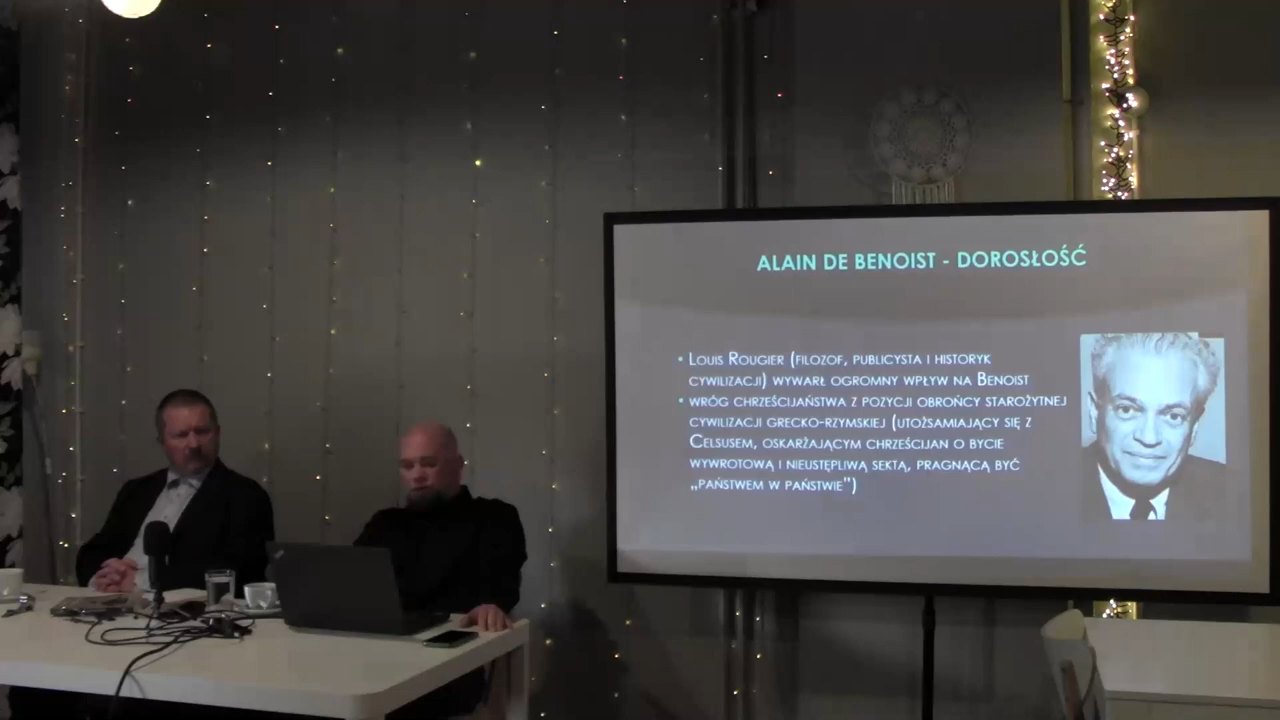 ALAIN DE BENOIST - DOROSŁOŚĆ
• LOUIS ROUGIER (FILOZOF, PUBLICYSTA I HISTORYK
CYWILIZACJI) WYWARŁ OGROMNY WPŁYW NA BENOIST
• WRÓG CHRZEŚCIJAŃSTWA Z POZYCJI OBROŃCY STAROŻYTNEJ
CYWILIZACJI GRECKO-RZYMSKIEJ (UTOŻSAMIAJĄCY SIĘ Z
CELSUSEM, OSKARŻAJĄCYM CHRZEŚCIJAN O BYCIE
WYWROTOWĄ I NIEUSTĘPLIWĄ SEKTĄ, PRAGNĄCĄ BYĆ
„PAŃSTWEM W PAŃSTWIE")